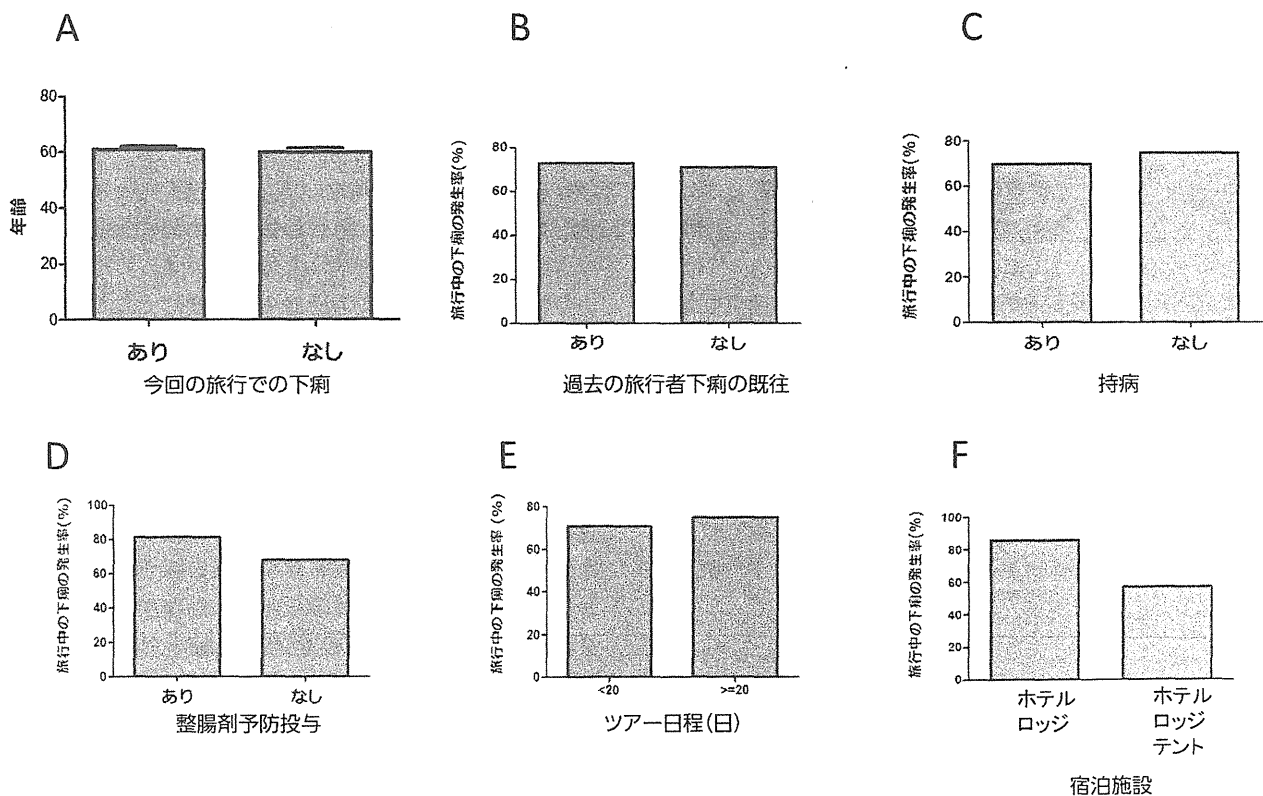 A
80
60
40
20
0
年齢
あり
なし
今回の旅行での下痢
B
80
60
40
20
0
旅行中の下痢の発生率(%)
あり
なし
過去の旅行者下痢の既往
C
80
60
40
20
0
旅行中の下痢の発生率(%)
あり
なし
持病
D
100
80
60
40
20
0
旅行中の下痢の発生率(%)
あり
なし
整腸剤予防投与
E
80
60
40
20
0
旅行中の下痢の発生率(%)
<20
>=20
ツアー日程(日)
F
100
80
60
40
20
0
旅行中の下痢の発生率(%)
ホテル
ロッジ
ホテル
ロッジ
テント
宿泊施設